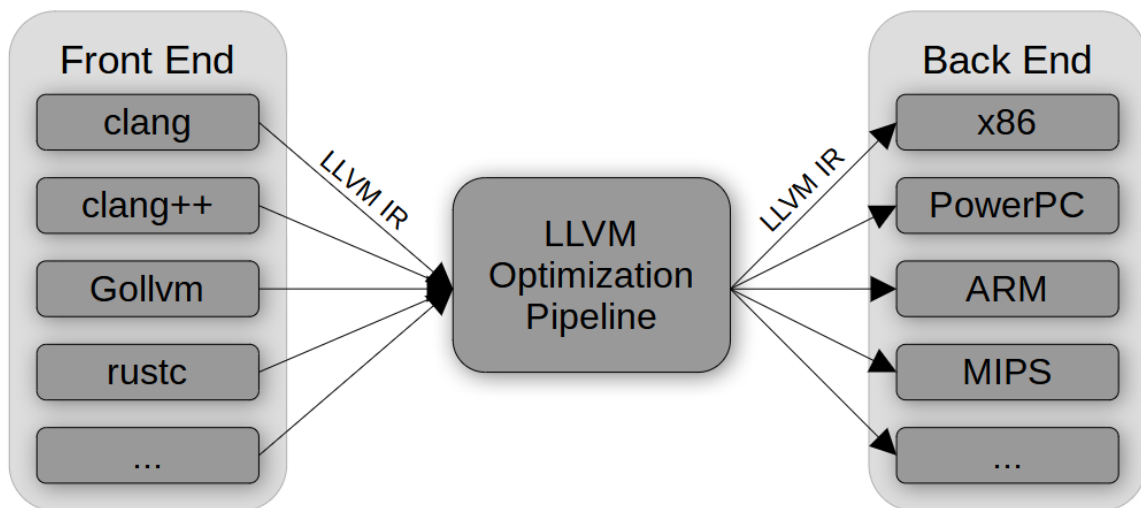 Front End
clang
clang++
Gollvm
rustc
...
LLVM IR
LLVM
Optimization
Pipeline
LLVM IR
Back End
x86
PowerPC
ARM
MIPS
...